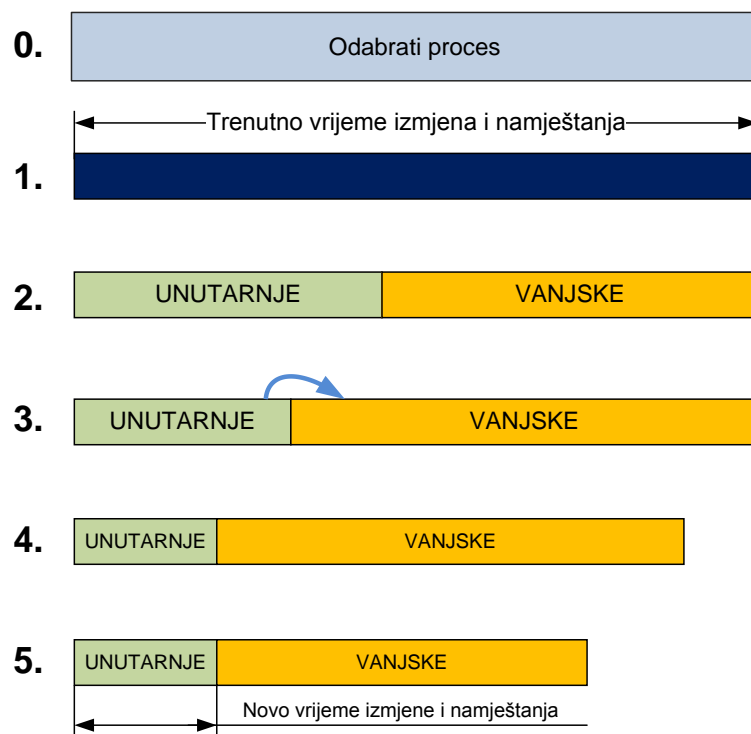 0. Odabrati proces
Trenutno vrijeme izmjena i namještanja
1.
2. UNUTARNJE VANJSKE
3. UNUTARNJE VANJSKE
4. UNUTARNJE VANJSKE
5. UNUTARNJE VANJSKE
Novo vrijeme izmjene i namještanja